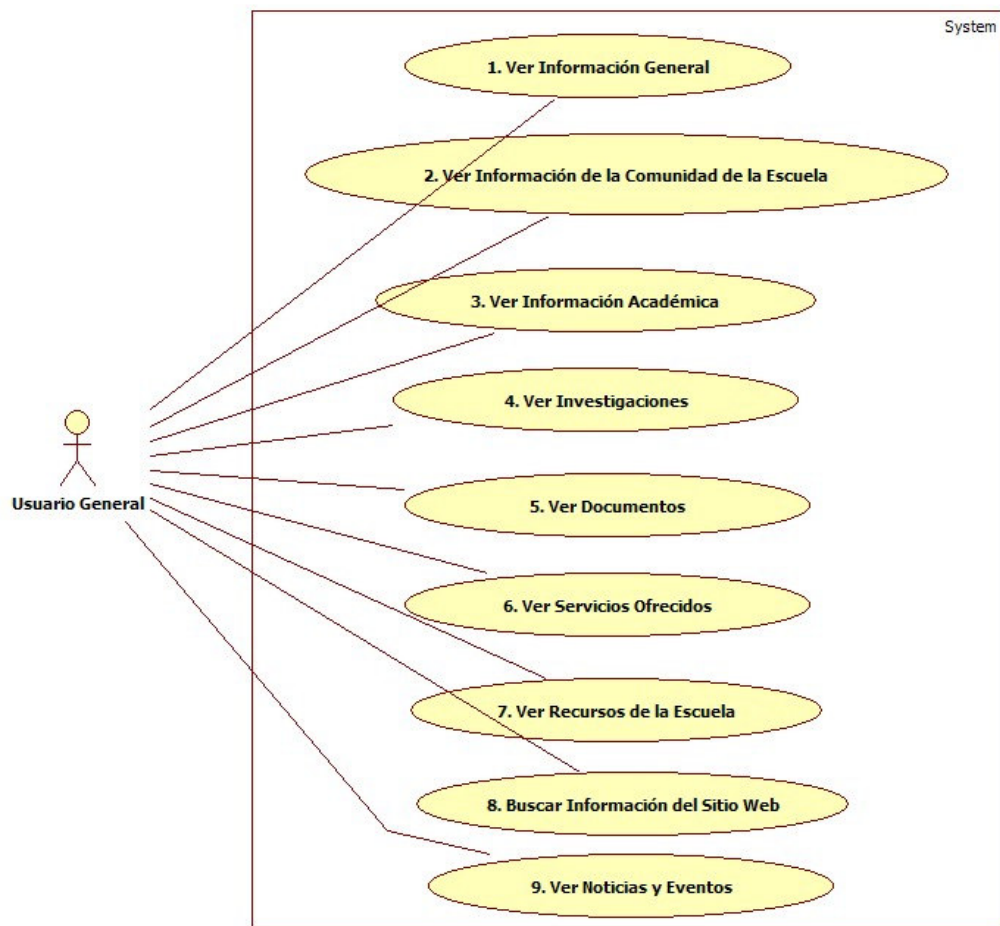 System
1. Ver Información General
2. Ver Información de la Comunidad de la Escuela
3. Ver Información Académica
4. Ver Investigaciones
Usuario General
5. Ver Documentos
6. Ver Servicios Ofrecidos
7. Ver Recursos de la Escuela
8. Buscar Información del Sitio Web
9. Ver Noticias y Eventos